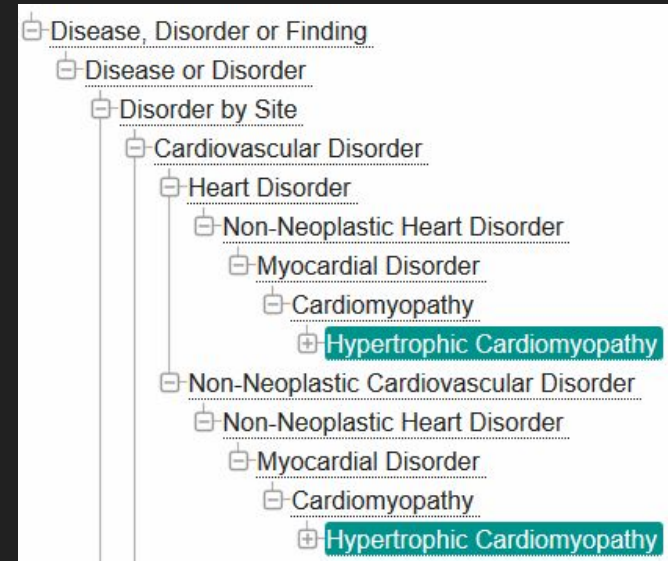 Disease, Disorder or Finding
Disease or Disorder
Disorder by Site
Cardiovascular Disorder
Heart Disorder
Non-Neoplastic Heart Disorder
Myocardial Disorder
Cardiomyopathy
Hypertrophic Cardiomyopathy
Non-Neoplastic Cardiovascular Disorder
Non-Neoplastic Heart Disorder
Myocardial Disorder
Cardiomyopathy
Hypertrophic Cardiomyopathy